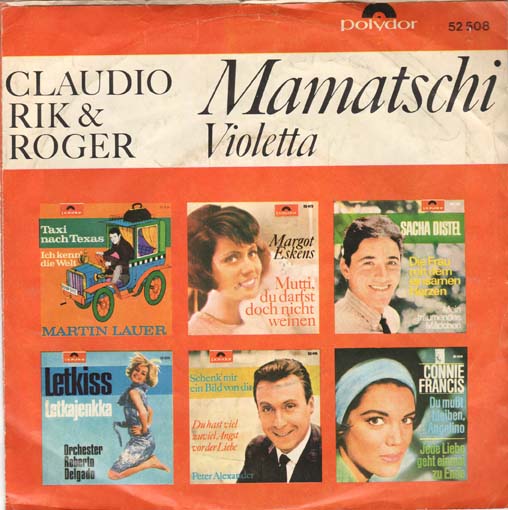 polydor 52 508
CLAUDIO
RIK &
ROGER
Mamatschi
Violetta
Taxi
nach Texas
Ich kenn'
die Welt
MARTIN LAUER
Margot
Eskens
Mutti,
du darfst
doch nicht
weinen
SACHA DISTEL
Die Frau
mit dem
einsamen
Herzen
Mein
träumendes
Mädchen
Letkiss
Letkajenkka
Orchester
Roberto
Delgado
Schenk' mir
ein Bild von dir
Du hast viel
zuviel Angst
vor der Liebe
Peter Alexander
CONNIE
FRANCIS
Du mußt
bleiben,
Angelino
Jede Liebe
geht einmal
zu Ende